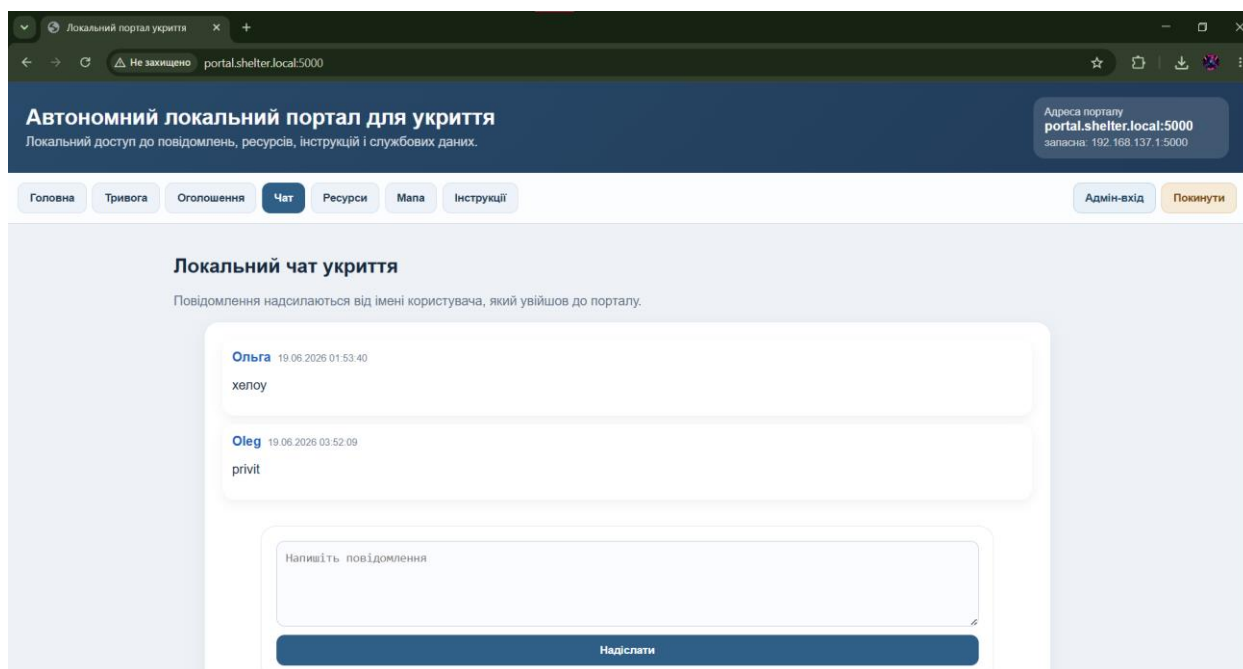 Локальний портал укриття
Не захищено portal.shelter.local:5000
Автономний локальний портал для укриття
Локальний доступ до повідомлень, ресурсів, інструкцій і службових даних.
Адреса порталу
portal.shelter.local:5000
запасна: 192.168.137.1:5000
Головна Тривога Оголошення Чат Ресурси Мапа Інструкції Адмін-вхід Покинути
Локальний чат укриття
Повідомлення надсилаються від імені користувача, який увійшов до порталу.
Ольга 19.06.2026 01:53:40
хелоу
Oleg 19.06.2026 03:52:09
privit
Напишіть повідомлення
Надіслати